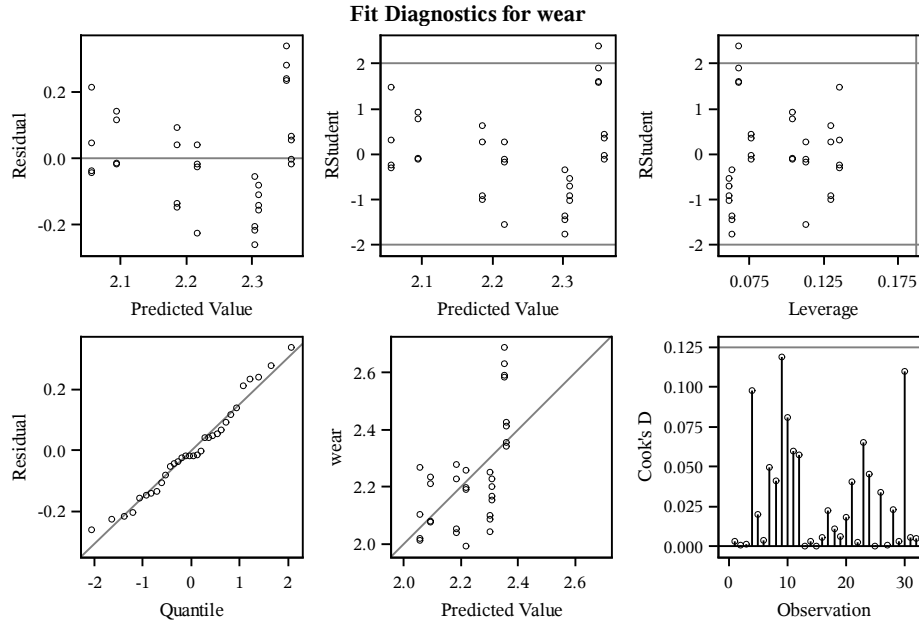 Fit Diagnostics for wear
Residual
0.2
0.0
-0.2
2.1 2.2 2.3
Predicted Value
RStudent
2
1
0
-1
-2
2.1 2.2 2.3
Predicted Value
RStudent
2
1
0
-1
-2
0.075 0.125 0.175
Leverage
Residual
0.2
0.0
-0.2
-2 -1 0 1 2
Quantile
wear
2.6
2.4
2.2
2.0
2.0 2.2 2.4 2.6
Predicted Value
Cook's D
0.125
0.100
0.075
0.050
0.025
0.000
0 10 20 30
Observation